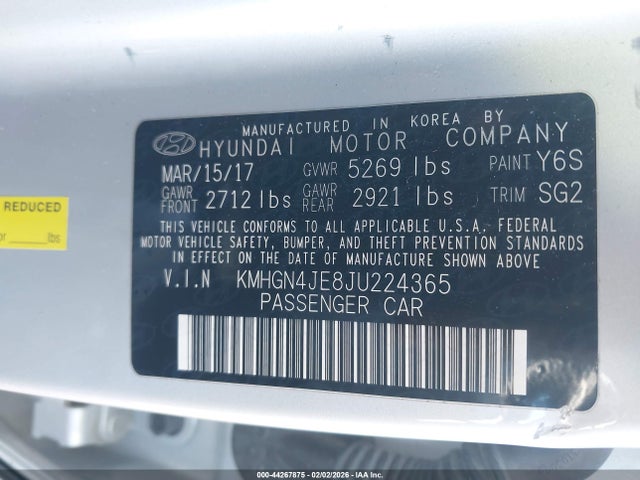 MANUFACTURED IN KOREA BY
HYUNDAI MOTOR COMPANY
MAR/15/17 GVWR 5269 lbs PAINT Y6S
GAWR FRONT 2712 lbs GAWR REAR 2921 lbs TRIM SG2
THIS VEHICLE CONFORMS TO ALL APPLICABLE U.S.A. FEDERAL
MOTOR VEHICLE SAFETY, BUMPER, AND THEFT PREVENTION STANDARDS
IN EFFECT ON THE DATE OF MANUFACTURE SHOWN ABOVE.
V.I.N KMHGN4JE8JU224365
PASSENGER CAR
REDUCED
lbs
000-44267875 - 02/02/2026 - IAA Inc.